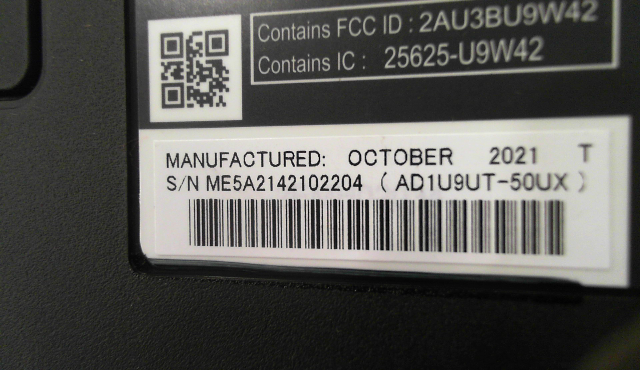 Contains FCC ID : 2AU3BU9W42
Contains IC : 25625-U9W42
MANUFACTURED: OCTOBER 2021 T
S/N ME5A2142102204 ( AD1U9UT-50UX )